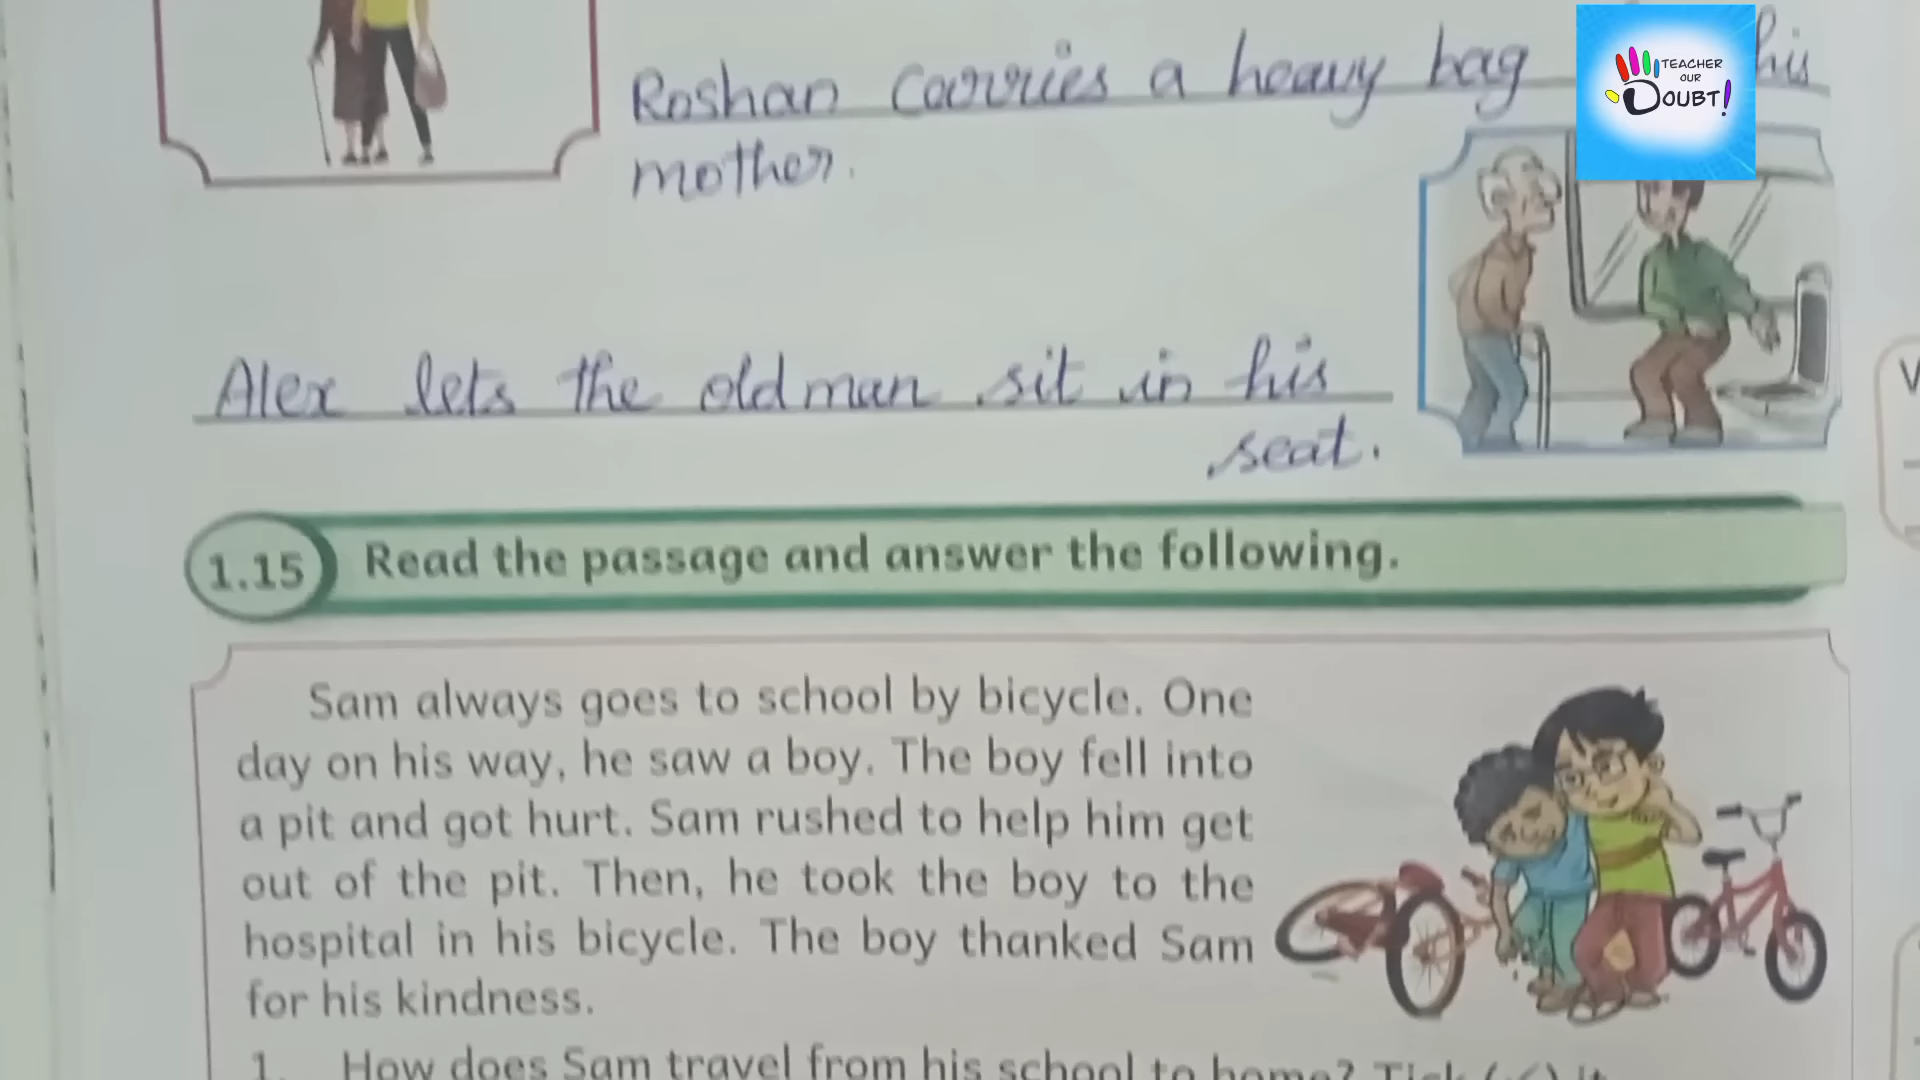 Roshan carries a heavy bag his
mother.
TEACHER
OUR
DOUBT!
Alex lets the old man sit in his
seat.
1.15 Read the passage and answer the following.
Sam always goes to school by bicycle. One
day on his way, he saw a boy. The boy fell into
a pit and got hurt. Sam rushed to help him get
out of the pit. Then, he took the boy to the
hospital in his bicycle. The boy thanked Sam
for his kindness.
1. How does Sam travel from his school to home? Tick (✓) it